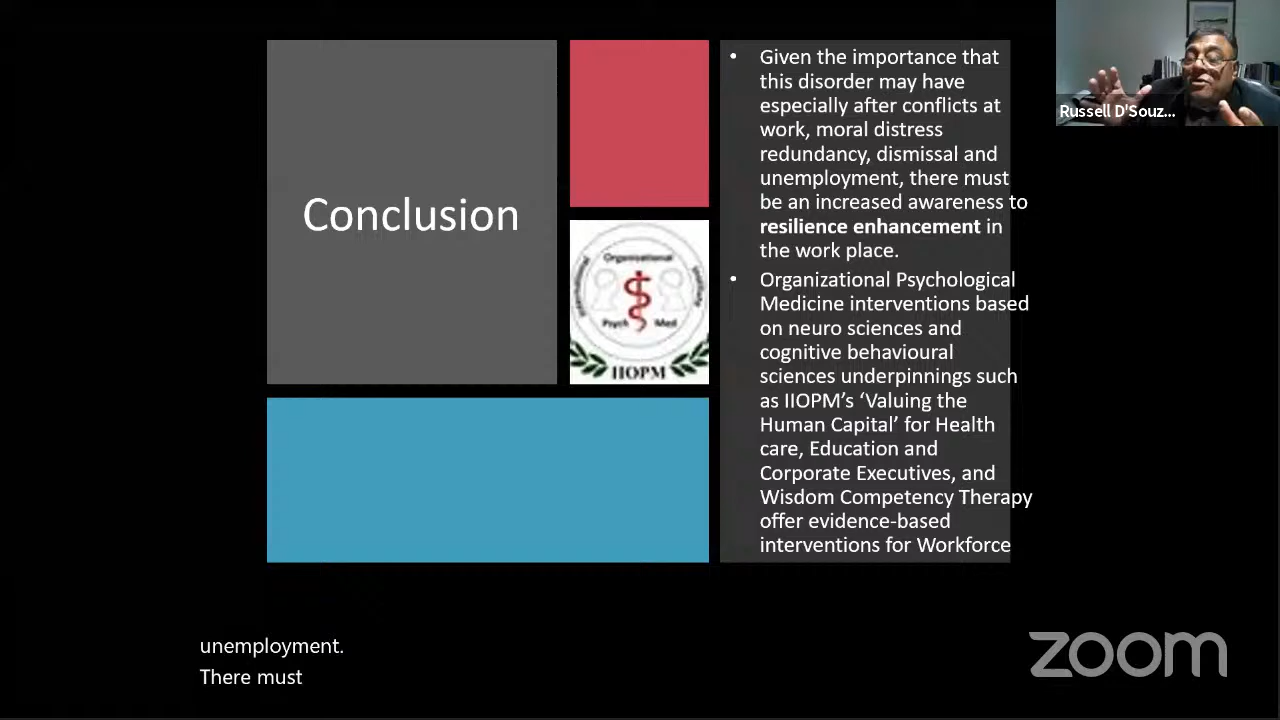 Conclusion
Organizational
Psych Med
IIOPM
• Given the importance that
this disorder may have
especially after conflicts at
work, moral distress
redundancy, dismissal and
unemployment, there must
be an increased awareness to
resilience enhancement in
the work place.
• Organizational Psychological
Medicine interventions based
on neuro sciences and
cognitive behavioural
sciences underpinnings such
as IIOPM’s ‘Valuing the
Human Capital’ for Health
care, Education and
Corporate Executives, and
Wisdom Competency Therapy
offer evidence-based
interventions for Workforce
Russell D'Souz...
unemployment.
There must
zoom